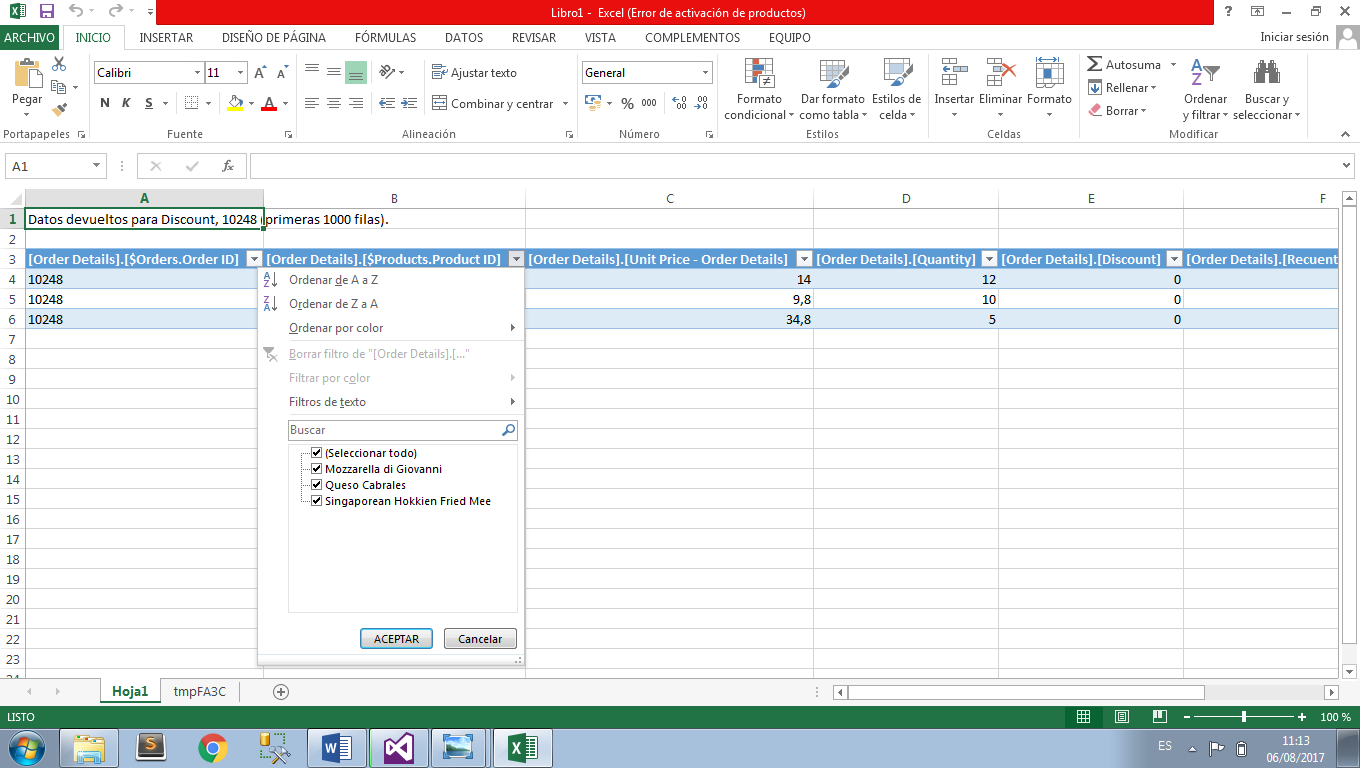 Libro1 - Excel (Error de activación de productos)
ARCHIVO INICIO INSERTAR DISEÑO DE PÁGINA FÓRMULAS DATOS REVISAR VISTA COMPLEMENTOS EQUIPO Iniciar sesión
Pegar
Portapapeles
Calibri 11
N K S A
Fuente
Ajustar texto
Combinar y centrar
Alineación
General
% 000
Número
Formato condicional
Dar formato como tabla
Estilos de celda
Estilos
Insertar Eliminar Formato
Celdas
Autosuma
Rellenar
Borrar
Ordenar y filtrar
Buscar y seleccionar
Modificar
A1 fx
A B C D E F
1 Datos devueltos para Discount, 10248 (primeras 1000 filas).
2
3 [Order Details].[$Orders.Order ID] [Order Details].[$Products.Product ID] [Order Details].[Unit Price - Order Details] [Order Details].[Quantity] [Order Details].[Discount] [Order Details].[Recuent
4 10248 14 12 0
5 10248 9,8 10 0
6 10248 34,8 5 0
7
8
9
10
11
12
13
14
15
16
17
18
19
20
21
22
23
Ordenar de A a Z
Ordenar de Z a A
Ordenar por color
Borrar filtro de "[Order Details].[..."
Filtrar por color
Filtros de texto
Buscar
(Seleccionar todo)
Mozzarella di Giovanni
Queso Cabrales
Singaporean Hokkien Fried Mee
ACEPTAR Cancelar
Hoja1 tmpFA3C
LISTO 100 %
ES 11:13
06/08/2017